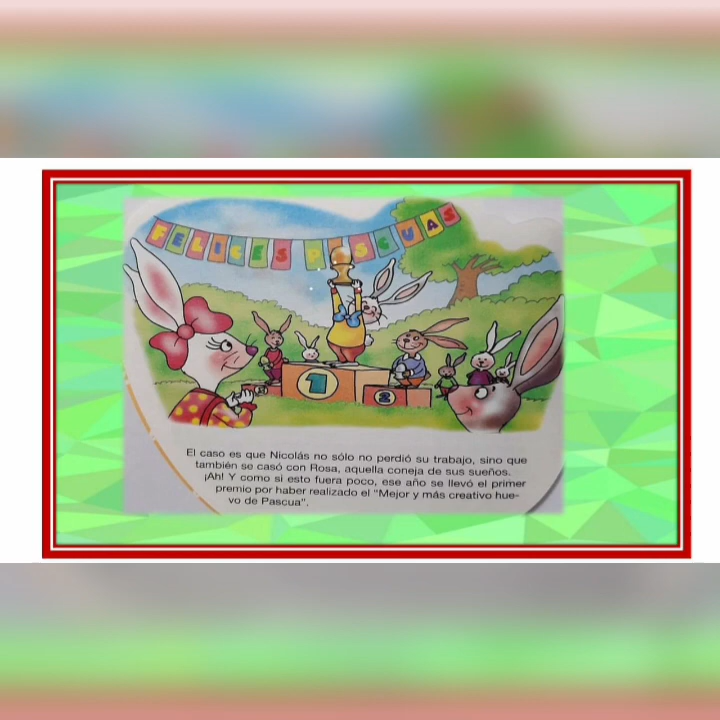 FELICES PASCUAS
1
2
El caso es que Nicolás no sólo no perdió su trabajo, sino que
también se casó con Rosa, aquella coneja de sus sueños.
¡Ah! Y como si esto fuera poco, ese año se llevó el primer
premio por haber realizado el "Mejor y más creativo hue-
vo de Pascua".